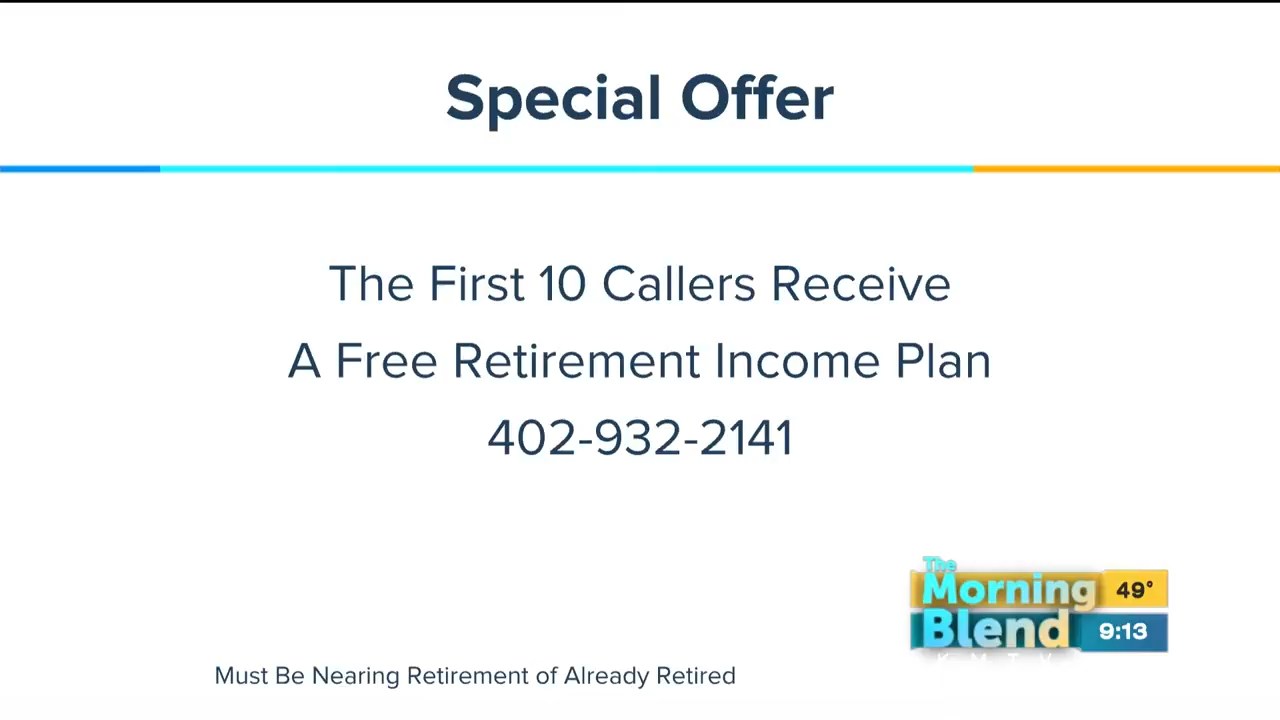 Special Offer
The First 10 Callers Receive
A Free Retirement Income Plan
402-932-2141
The
Morning
49°
Blend
9:13
KMTV
Must Be Nearing Retirement of Already Retired